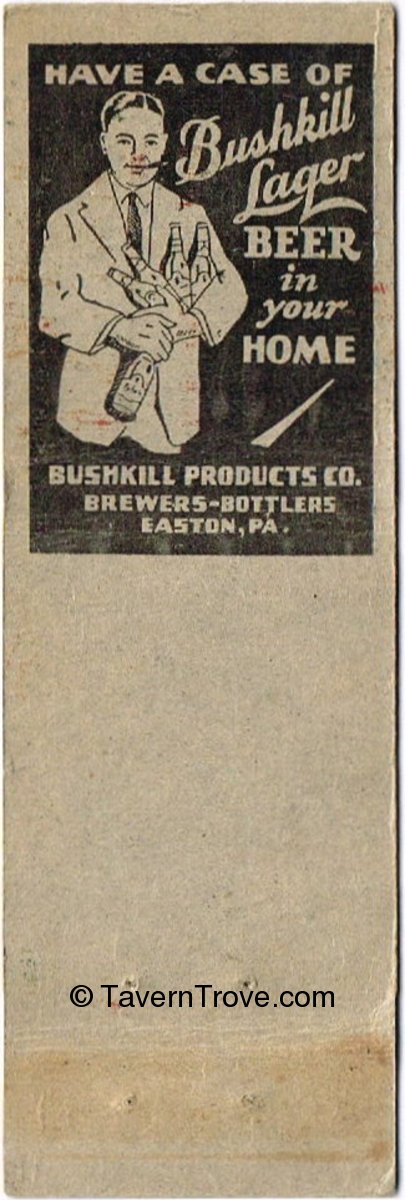 HAVE A CASE OF
Bushkill
Lager
BEER
in
your
HOME
BUSHKILL PRODUCTS CO.
BREWERS-BOTTLERS
EASTON, PA.
© TavernTrove.com